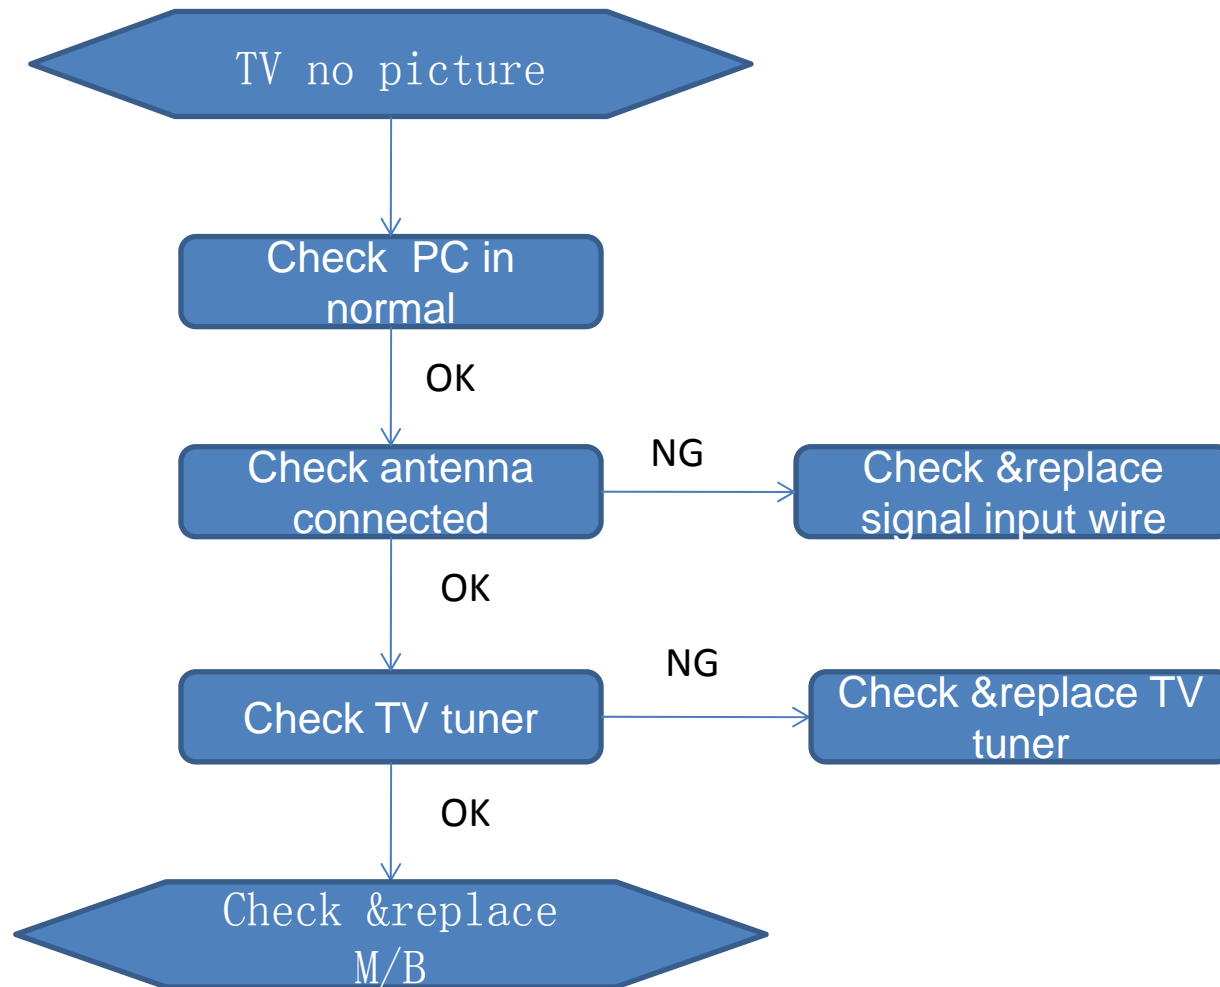 TV no picture
Check  PC in
normal
OK
Check antenna
connected
NG
Check &replace
signal input wire
OK
Check TV tuner
NG
Check &replace TV
tuner
OK
Check &replace
M/B